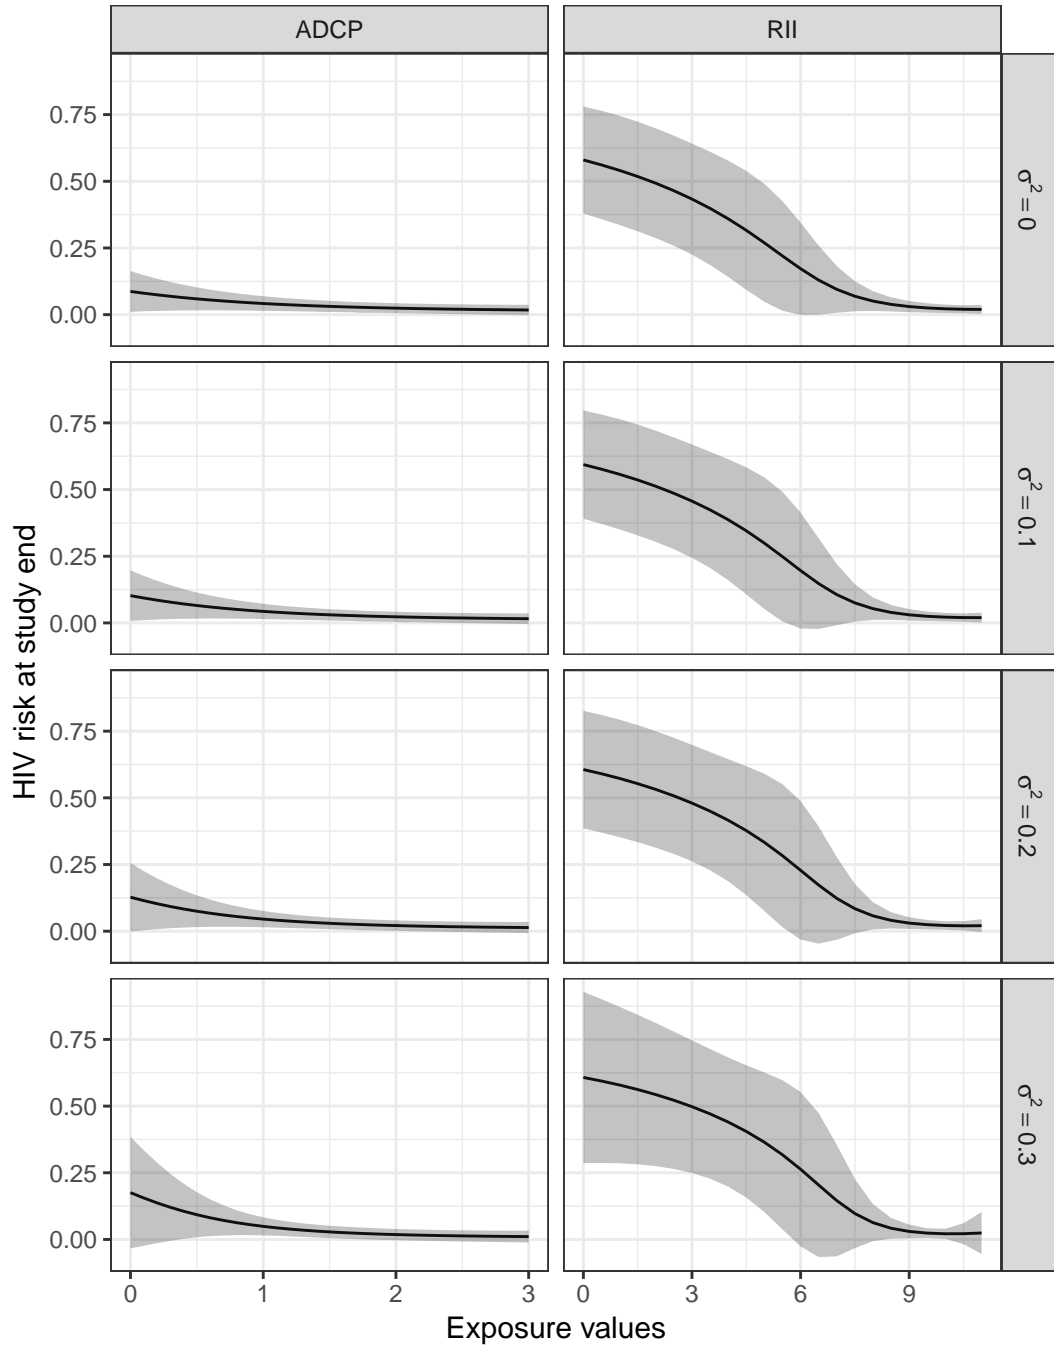 ADCP
RII
0.75
0.50
0.25
0.00
σ² = 0
0.75
0.50
0.25
0.00
σ² = 0.1
0.75
0.50
0.25
0.00
σ² = 0.2
0.75
0.50
0.25
0.00
σ² = 0.3
0 1 2 3
0 3 6 9
Exposure values
HIV risk at study end